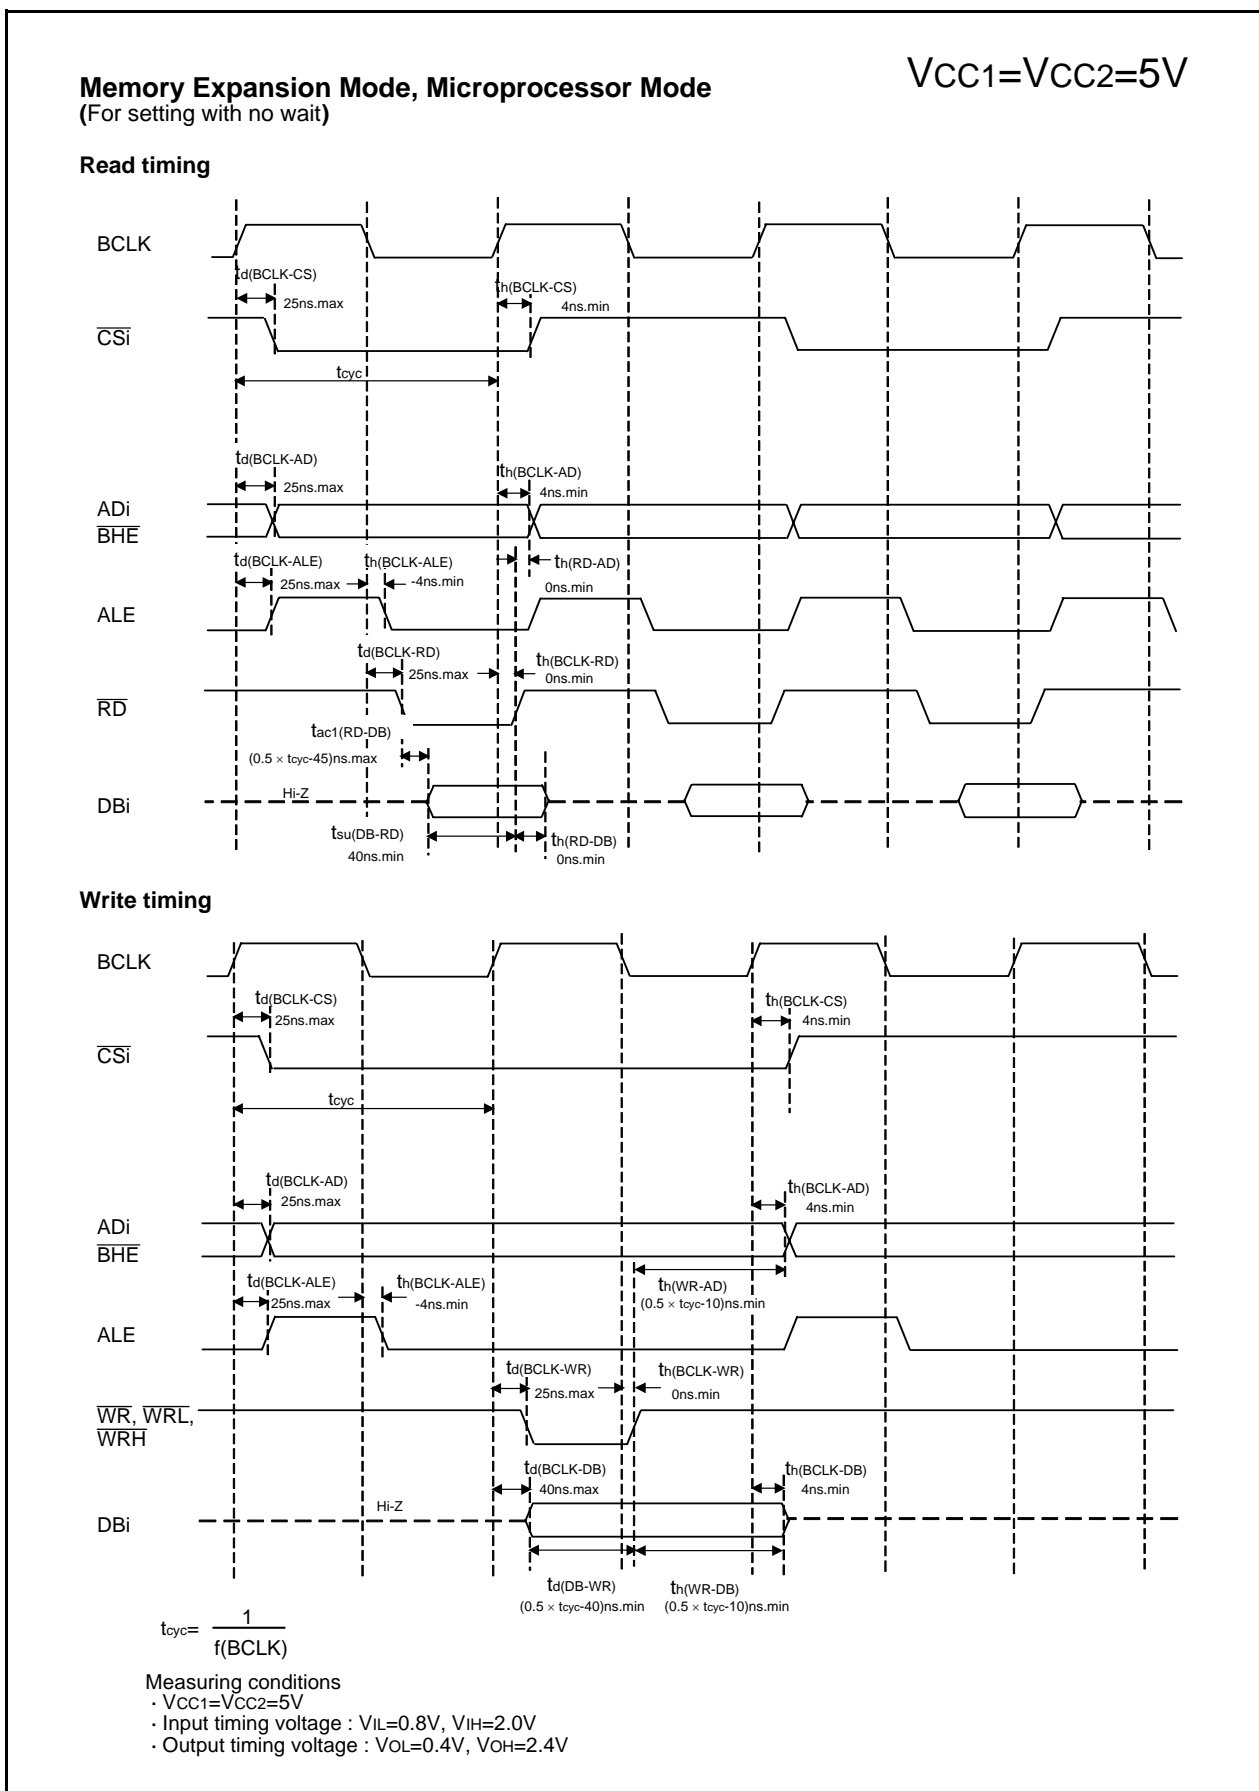 VCC1=VCC2=5V
Memory Expansion Mode, Microprocessor Mode
(For setting with no wait)
Read timing
BCLK
td(BCLK-CS)
25ns.max
th(BCLK-CS)
4ns.min
CSi
tcyc
td(BCLK-AD)
25ns.max
th(BCLK-AD)
4ns.min
ADi
BHE
td(BCLK-ALE)
25ns.max
th(BCLK-ALE)
-4ns.min
th(RD-AD)
0ns.min
ALE
td(BCLK-RD)
25ns.max
th(BCLK-RD)
0ns.min
RD
tac1(RD-DB)
(0.5 × tcyc-45)ns.max
Hi-Z
DBi
tsu(DB-RD)
40ns.min
th(RD-DB)
0ns.min
Write timing
BCLK
td(BCLK-CS)
25ns.max
th(BCLK-CS)
4ns.min
CSi
tcyc
td(BCLK-AD)
25ns.max
th(BCLK-AD)
4ns.min
ADi
BHE
td(BCLK-ALE)
25ns.max
th(BCLK-ALE)
-4ns.min
th(WR-AD)
(0.5 × tcyc-10)ns.min
ALE
td(BCLK-WR)
25ns.max
th(BCLK-WR)
0ns.min
WR, WRL,
WRH
td(BCLK-DB)
40ns.max
th(BCLK-DB)
4ns.min
Hi-Z
DBi
td(DB-WR)
(0.5 × tcyc-40)ns.min
th(WR-DB)
(0.5 × tcyc-10)ns.min
tcyc= 1
f(BCLK)
Measuring conditions
· VCC1=VCC2=5V
· Input timing voltage : VIL=0.8V, VIH=2.0V
· Output timing voltage : VOL=0.4V, VOH=2.4V